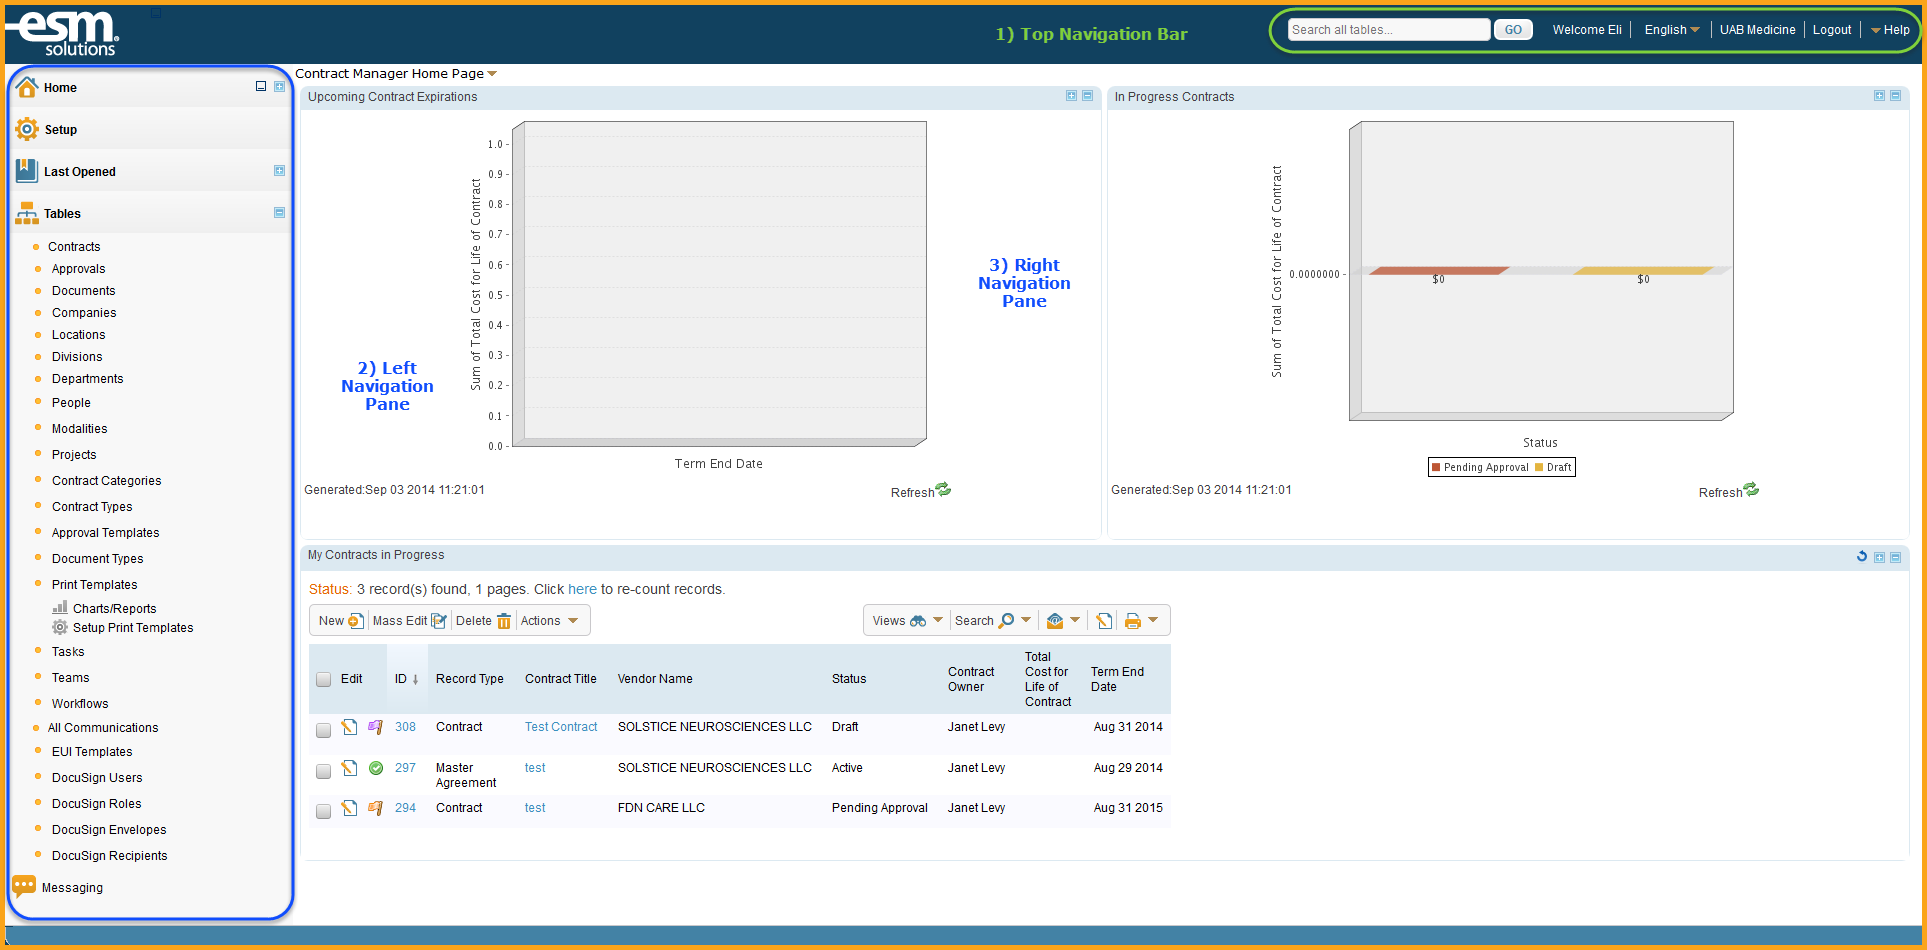 esm
solutions
1) Top Navigation Bar
Search all tables...
GO
Welcome Eli
English
UAB Medicine
Logout
Help
Home
Setup
Last Opened
Tables
Contracts
Approvals
Documents
Companies
Locations
Divisions
Departments
People
Modalities
Projects
Contract Categories
Contract Types
Approval Templates
Document Types
Print Templates
Charts/Reports
Setup Print Templates
Tasks
Teams
Workflows
All Communications
EUI Templates
DocuSign Users
DocuSign Roles
DocuSign Envelopes
DocuSign Recipients
Messaging
Contract Manager Home Page
Upcoming Contract Expirations
Sum of Total Cost for Life of Contract
1.0
0.9
0.8
0.7
0.6
0.5
0.4
0.3
0.2
0.1
0.0
Term End Date
Generated:Sep 03 2014 11:21:01
Refresh
2) Left
Navigation
Pane
3) Right
Navigation
Pane
In Progress Contracts
Sum of Total Cost for Life of Contract
0.0000000
$0
$0
Status
Pending Approval
Draft
Generated:Sep 03 2014 11:21:01
Refresh
My Contracts in Progress
Status: 3 record(s) found, 1 pages. Click here to re-count records.
New Mass Edit Delete Actions
Views Search
Edit ID Record Type Contract Title Vendor Name Status Contract Owner Total Cost for Life of Contract Term End Date
308 Contract Test Contract SOLSTICE NEUROSCIENCES LLC Draft Janet Levy Aug 31 2014
297 Master Agreement test SOLSTICE NEUROSCIENCES LLC Active Janet Levy Aug 29 2014
294 Contract test FDN CARE LLC Pending Approval Janet Levy Aug 31 2015